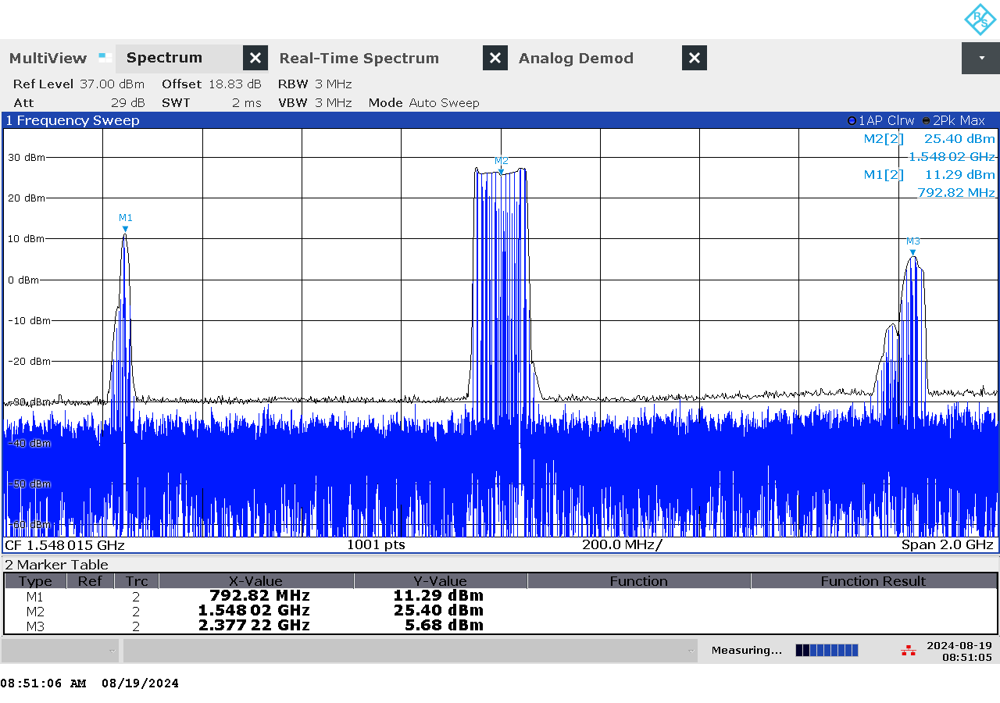 R S
MultiView Spectrum Real-Time Spectrum Analog Demod
Ref Level 37.00 dBm Offset 18.83 dB RBW 3 MHz
Att 29 dB SWT 2 ms VBW 3 MHz Mode Auto Sweep
1 Frequency Sweep 1AP Clrw 2Pk Max
M2[2] 25.40 dBm
1.548 02 GHz
M1[2] 11.29 dBm
792.82 MHz
30 dBm
M2
20 dBm
M1
10 dBm
M3
0 dBm
-10 dBm
-20 dBm
-30 dBm
-40 dBm
-50 dBm
-60 dBm
CF 1.548 015 GHz 1001 pts 200.0 MHz/ Span 2.0 GHz
2 Marker Table
Type Ref Trc X-Value Y-Value Function Function Result
M1 2 792.82 MHz 11.29 dBm
M2 2 1.548 02 GHz 25.40 dBm
M3 2 2.377 22 GHz 5.68 dBm
Measuring... 2024-08-19
08:51:05
08:51:06 AM 08/19/2024